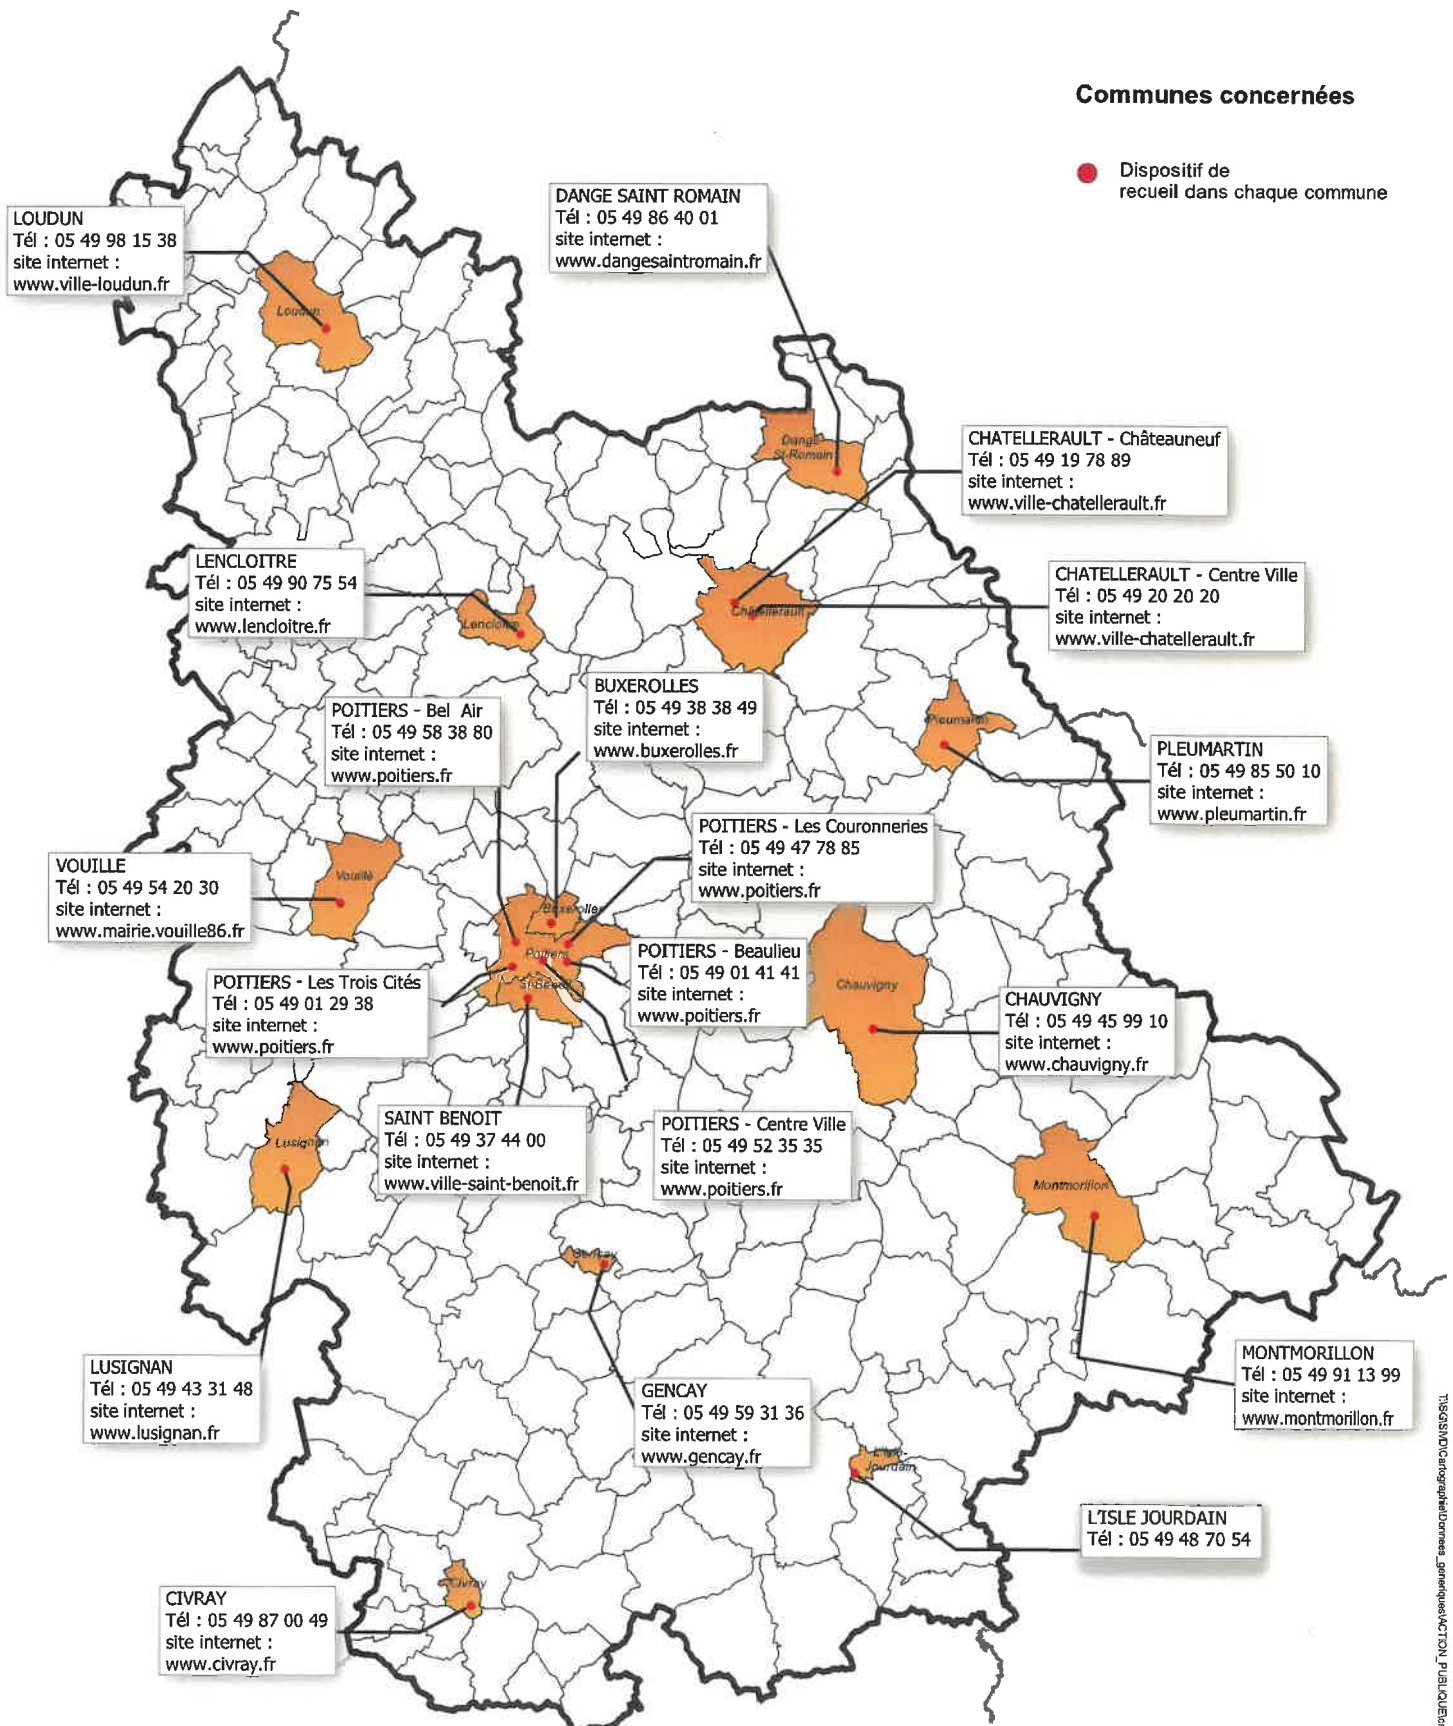 Communes concernées
Dispositif de
recueil dans chaque commune
DANGE SAINT ROMAIN
Tél : 05 49 86 40 01
site internet :
www.dangesaintromain.fr
LOUDUN
Tél : 05 49 98 15 38
site internet :
www.ville-loudun.fr
Loudun
Dangé
St-Romain
CHATELLERAULT - Châteauneuf
Tél : 05 49 19 78 89
site internet :
www.ville-chatellerault.fr
LENCLOITRE
Tél : 05 49 90 75 54
site internet :
www.lencloitre.fr
Lencloître
CHATELLERAULT - Centre Ville
Tél : 05 49 20 20 20
site internet :
www.ville-chatellerault.fr
Châtellerault
BUXEROLLES
Tél : 05 49 38 38 49
site internet :
www.buxerolles.fr
POITIERS - Bel Air
Tél : 05 49 58 38 80
site internet :
www.poitiers.fr
Pleumartin
PLEUMARTIN
Tél : 05 49 85 50 10
site internet :
www.pleumartin.fr
POITIERS - Les Couronneries
Tél : 05 49 47 78 85
site internet :
www.poitiers.fr
VOUILLE
Tél : 05 49 54 20 30
site internet :
www.mairie.vouille86.fr
Vouillé
Buxerolles
Poitiers
St-Benoît
POITIERS - Beaulieu
Tél : 05 49 01 41 41
site internet :
www.poitiers.fr
Chauvigny
POITIERS - Les Trois Cités
Tél : 05 49 01 29 38
site internet :
www.poitiers.fr
CHAUVIGNY
Tél : 05 49 45 99 10
site internet :
www.chauvigny.fr
SAINT BENOIT
Tél : 05 49 37 44 00
site internet :
www.ville-saint-benoit.fr
POITIERS - Centre Ville
Tél : 05 49 52 35 35
site internet :
www.poitiers.fr
Lusignan
Montmorillon
Gençay
LUSIGNAN
Tél : 05 49 43 31 48
site internet :
www.lusignan.fr
GENCAY
Tél : 05 49 59 31 36
site internet :
www.gencay.fr
MONTMORILLON
Tél : 05 49 91 13 99
site internet :
www.montmorillon.fr
L'Isle-
Jourdain
L'ISLE JOURDAIN
Tél : 05 49 48 70 54
Civray
CIVRAY
Tél : 05 49 87 00 49
site internet :
www.civray.fr